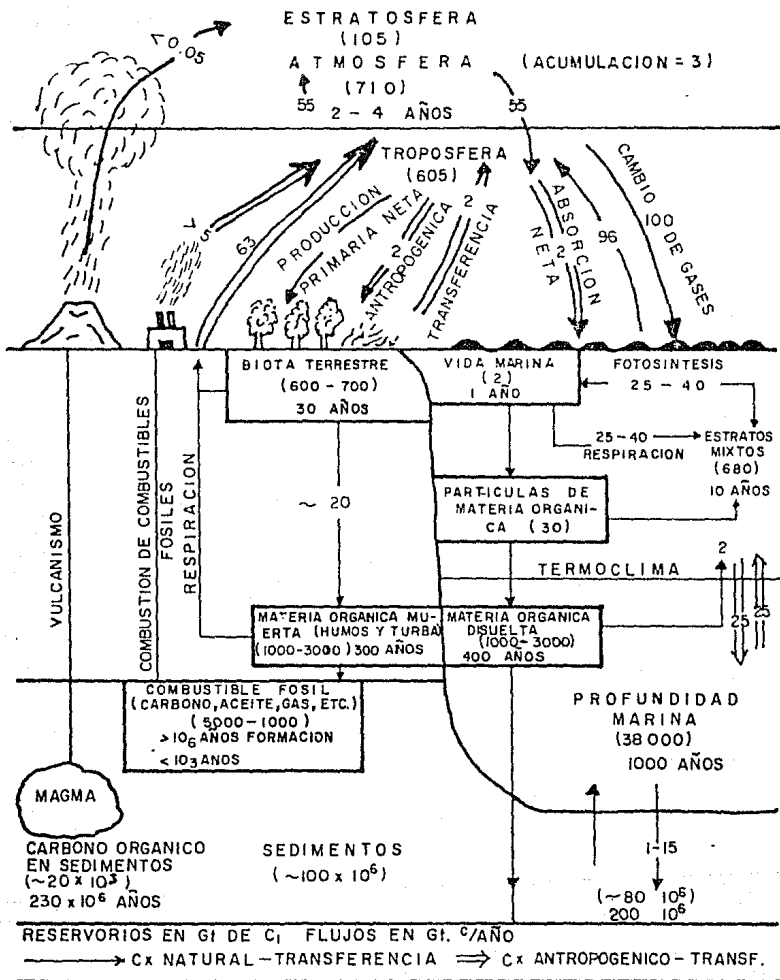 ESTRATOSFERA
(105)
ATMOSFERA
(ACUMULACION = 3)
(710)
2 - 4 AÑOS
< 0.05
55
55
TROPOSFERA
(605)
5
63
PRODUCCION
PRIMARIA NETA
2
ANTROPOGENICA
2
TRANSFERENCIA
ABSORCION
2
NETA
96
CAMBIO
100
DE GASES
BIOTA TERRESTRE
(600-700)
30 AÑOS
VIDA MARINA
(2)
1 AÑO
FOTOSINTESIS
25-40
25-40
RESPIRACION
ESTRATOS
MIXTOS
(680)
10 AÑOS
PARTICULAS DE
MATERIA ORGANI-
CA (30)
~ 20
VULCANISMO
COMBUSTION DE COMBUSTIBLES
FOSILES
RESPIRACION
TERMOCLIMA
2
25
25
MATERIA ORGANICA MU-
ERTA (HUMOS Y TURBA)
(1000-3000) 300 AÑOS
MATERIA ORGANICA
DISUELTA
(1000-3000)
400 AÑOS
COMBUSTIBLE FOSIL
(CARBONO, ACEITE, GAS, ETC.)
(5000-1000)
>10₆ AÑOS FORMACION
<10₃ AÑOS
PROFUNDIDAD
MARINA
(38000)
1000 AÑOS
MAGMA
CARBONO ORGANICO
EN SEDIMENTOS
(~20 x 10³)
230 x 10⁶ AÑOS
SEDIMENTOS
(~100 x 10⁶)
1-15
(~80 10⁶)
200 10⁶
RESERVORIOS EN Gt DE C, FLUJOS EN Gt. C/AÑO
Cx NATURAL-TRANSFERENCIA
Cx ANTROPOGENICO-TRANSF.